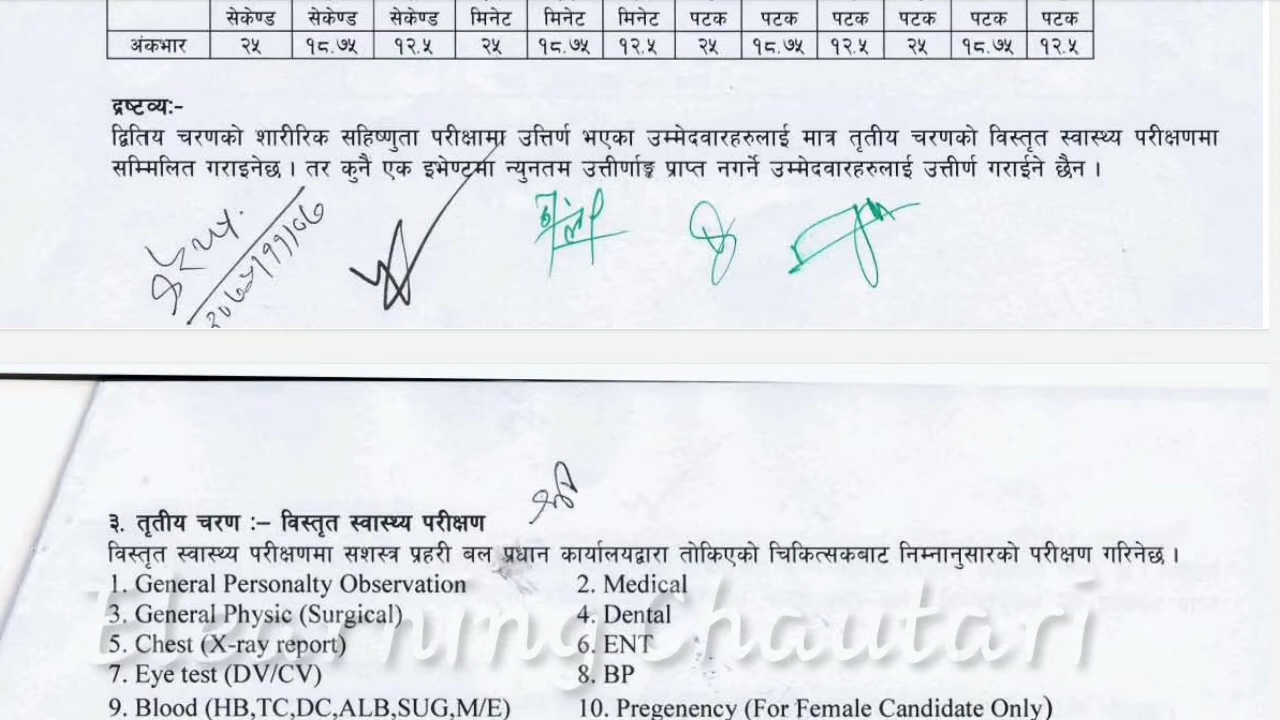 सेकेण्ड सेकेण्ड सेकेण्ड मिनेट मिनेट मिनेट पटक पटक पटक पटक पटक पटक
अंकभार २५ १८.७५ १२.५ २५ १८.७५ १२.५ २५ १८.७५ १२.५ २५ १८.७५ १२.५
द्रष्टव्यः-
द्वितिय चरणको शारीरिक सहिष्णुता परीक्षामा उत्तिर्ण भएका उम्मेदवारहरुलाई मात्र तृतीय चरणको विस्तृत स्वास्थ्य परीक्षणमा
सम्मिलित गराइनेछ । तर कुनै एक इभेण्टमा न्युनतम उत्तीर्णाङ्क प्राप्त नगर्ने उम्मेदवारहरुलाई उत्तीर्ण गराईने छैन ।
३. तृतीय चरण :– विस्तृत स्वास्थ्य परीक्षण
विस्तृत स्वास्थ्य परीक्षणमा सशस्त्र प्रहरी बल प्रधान कार्यालयद्वारा तोकिएको चिकित्सकबाट निम्नानुसारको परीक्षण गरिनेछ ।
1. General Personalty Observation 2. Medical
3. General Physic (Surgical) 4. Dental
Elearning Chautari
5. Chest (X-ray report) 6. ENT
7. Eye test (DV/CV) 8. BP
9. Blood (HB,TC,DC,ALB,SUG,M/E) 10. Pregenency (For Female Candidate Only)